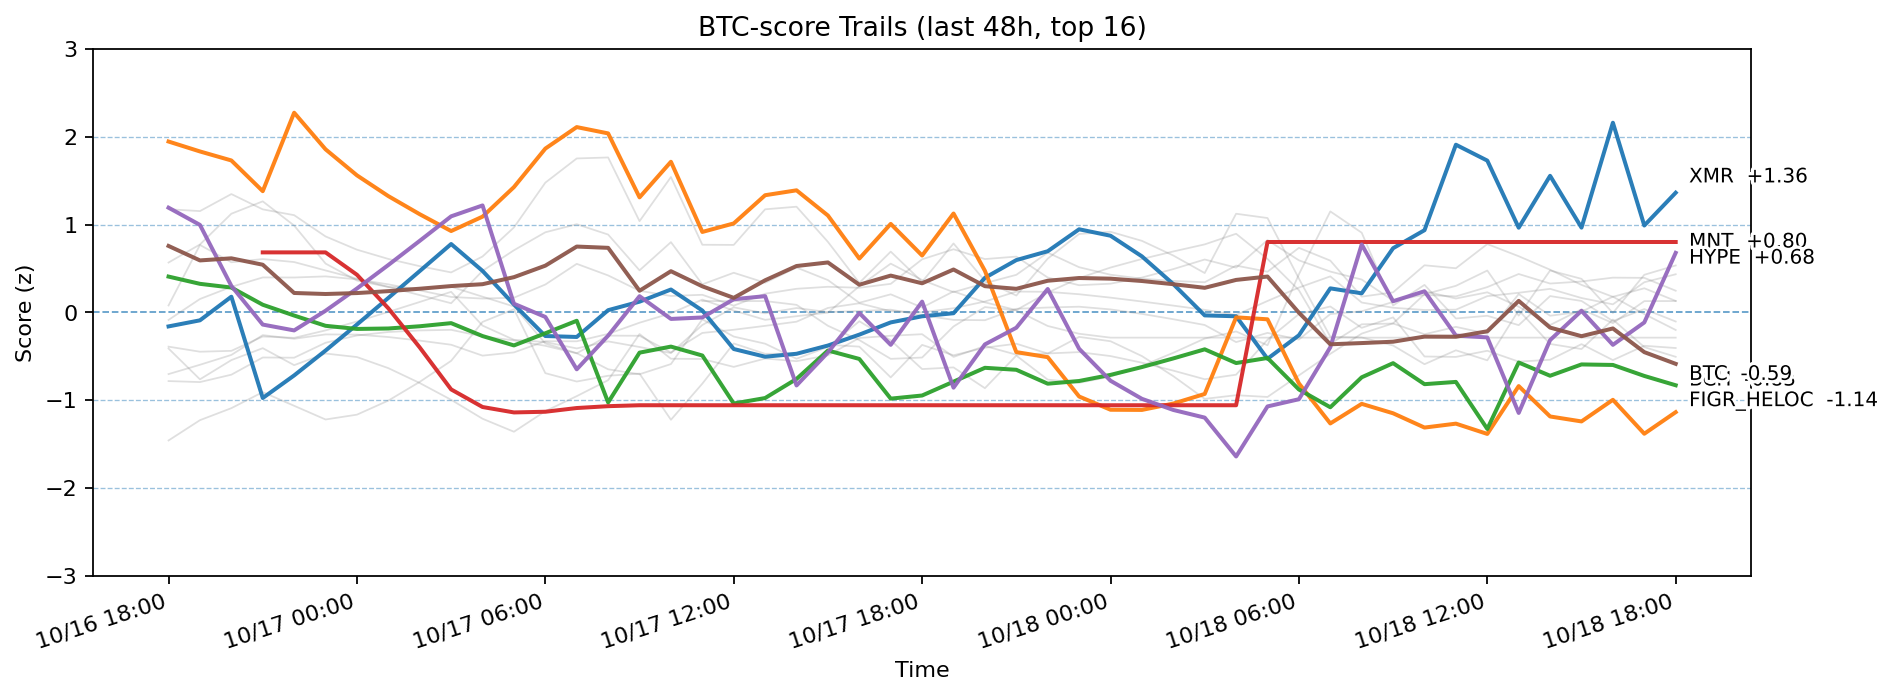 BTC-score Trails (last 48h, top 16)
Score (z)
3
2
1
0
−1
−2
−3
XMR +1.36
MNT +0.80
HYPE +0.68
BTC -0.59
FIGR_HELOC -1.14
10/16 18:00
10/17 00:00
10/17 06:00
10/17 12:00
10/17 18:00
10/18 00:00
10/18 06:00
10/18 12:00
10/18 18:00
Time